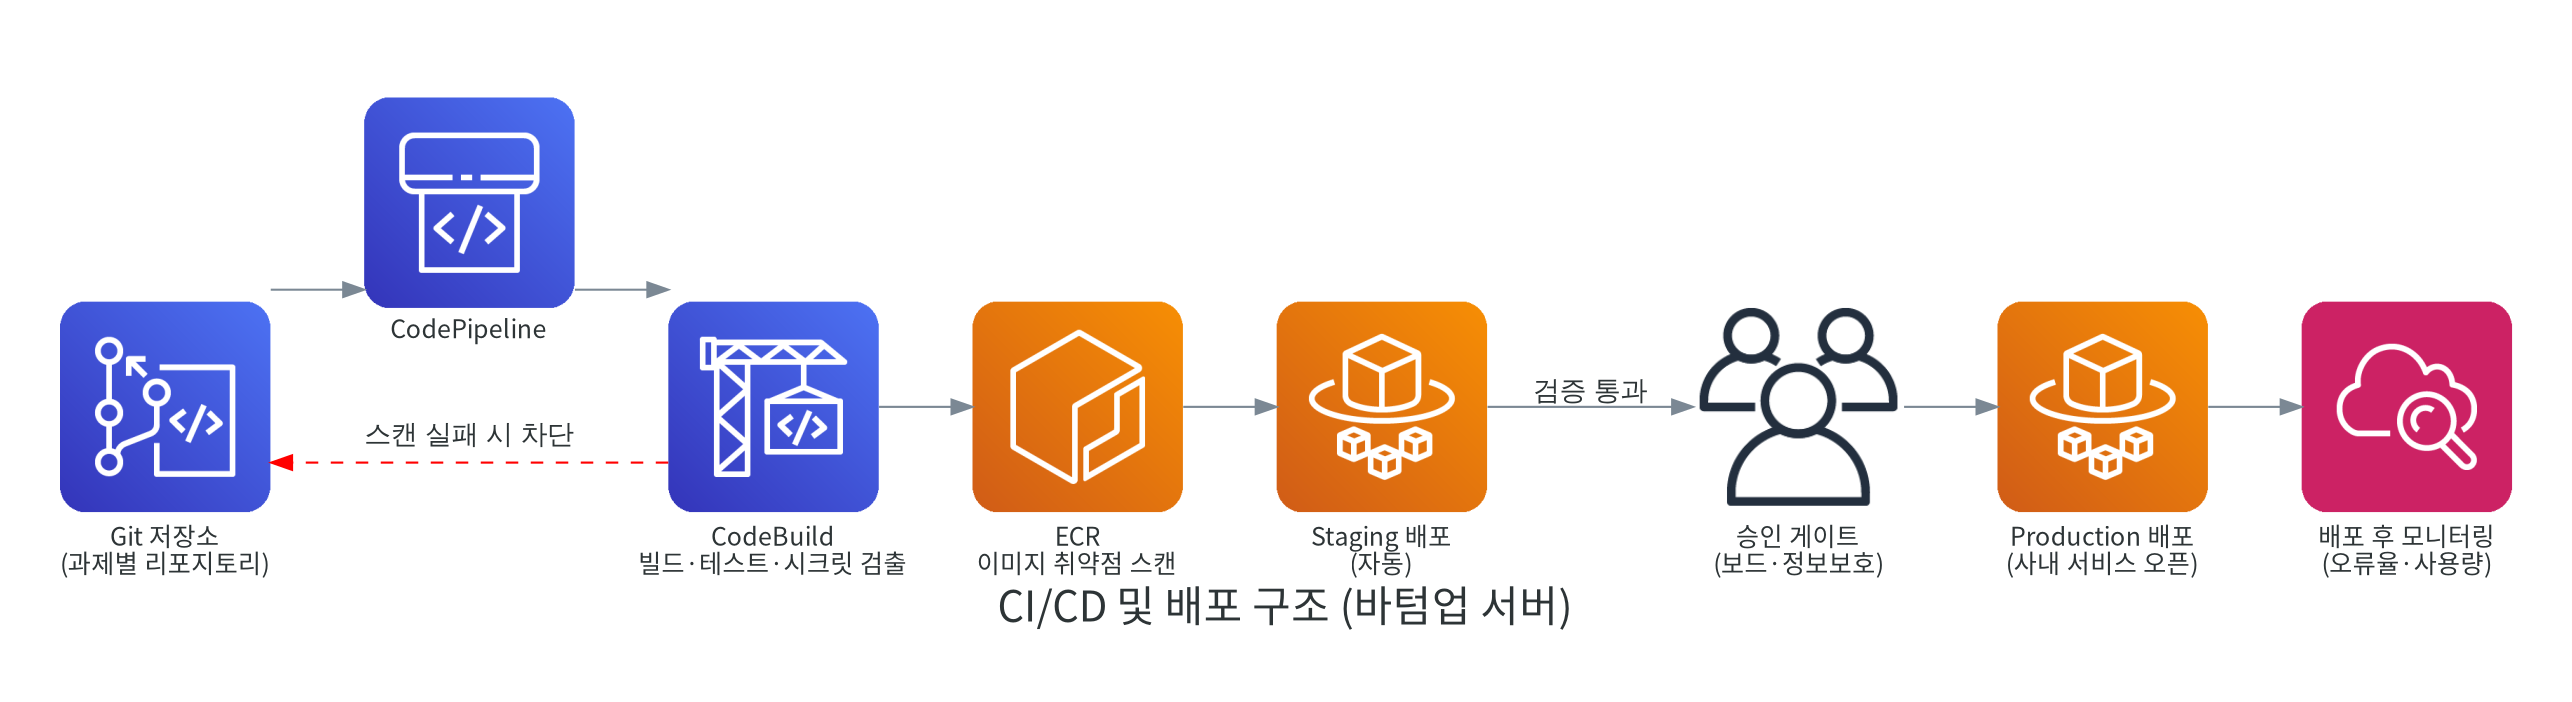 CodePipeline
스캔 실패 시 차단
검증 통과
Git 저장소
(과제별 리포지토리)
CodeBuild
빌드·테스트·시크릿 검출
ECR
이미지 취약점 스캔
Staging 배포
(자동)
승인 게이트
(보드·정보보호)
Production 배포
(사내 서비스 오픈)
배포 후 모니터링
(오류율·사용량)
CI/CD 및 배포 구조 (바텀업 서버)